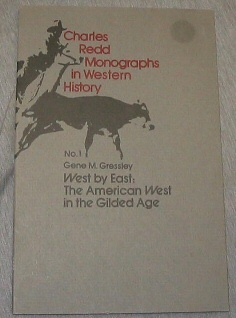 Charles
Redd
Monographs
in Western
History
No. 1
Gene M. Gressley
West by East:
The American West
in the Gilded Age